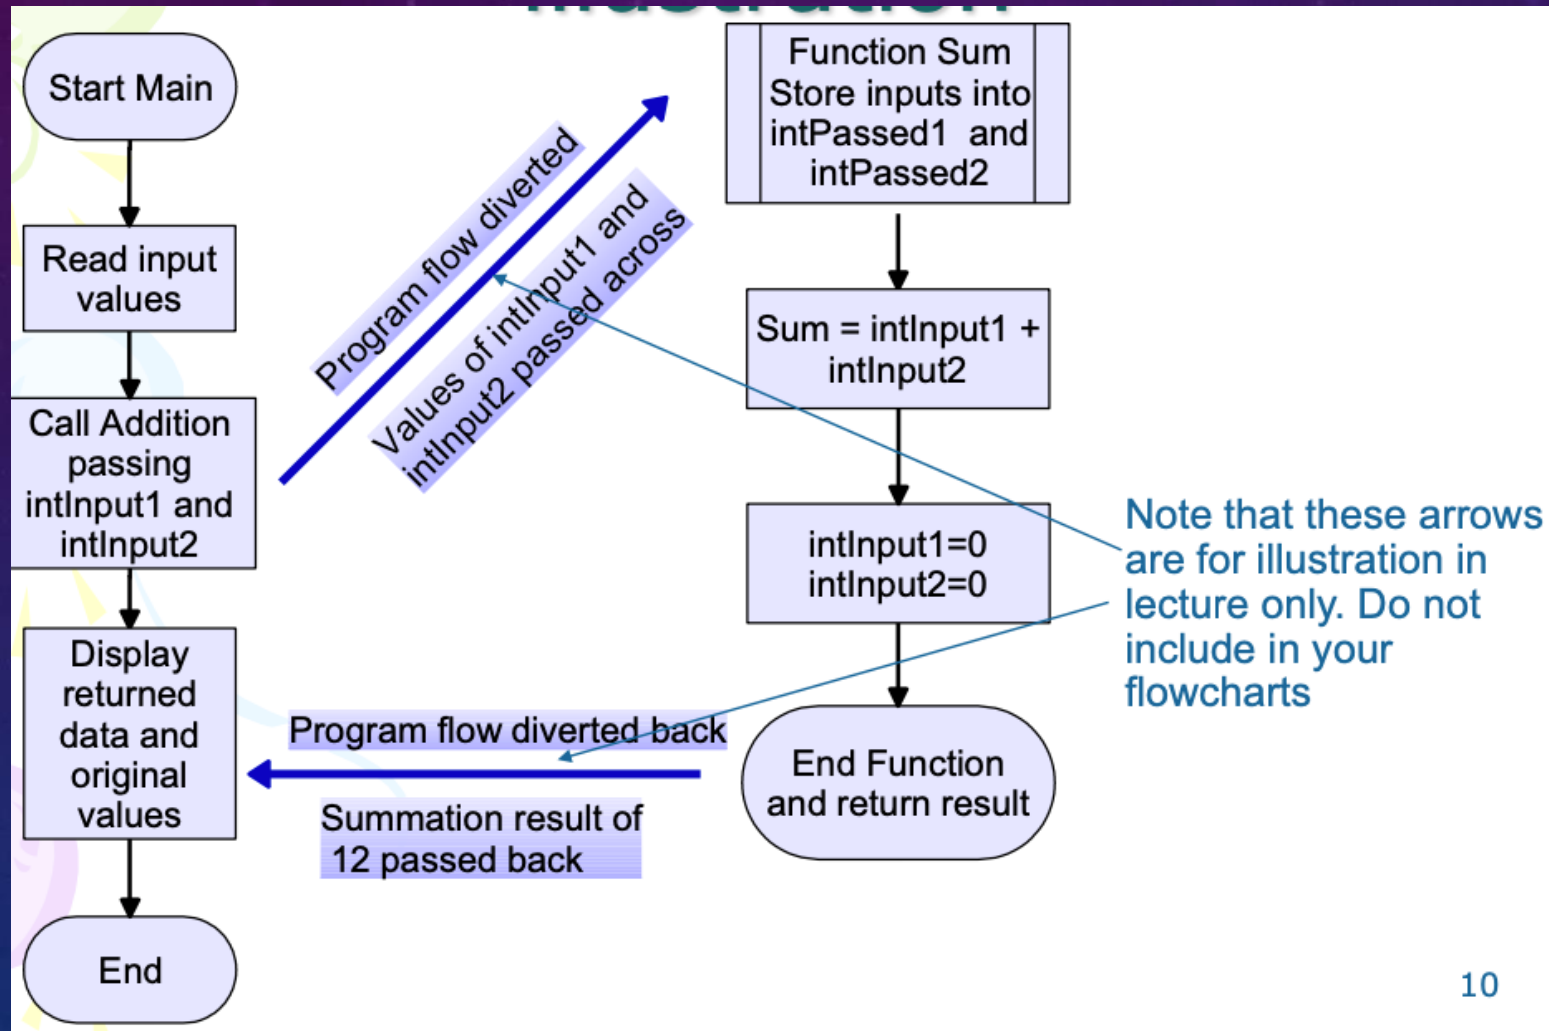 Start Main
Read input
values
Call Addition
passing
intInput1 and
intInput2
Display
returned
data and
original
values
End
Program flow diverted
Values of intInput1 and
intInput2 passed across
Program flow diverted back
Summation result of
12 passed back
Function Sum
Store inputs into
intPassed1 and
intPassed2
Sum = intInput1 +
intInput2
intInput1=0
intInput2=0
End Function
and return result
Note that these arrows
are for illustration in
lecture only. Do not
include in your
flowcharts
10